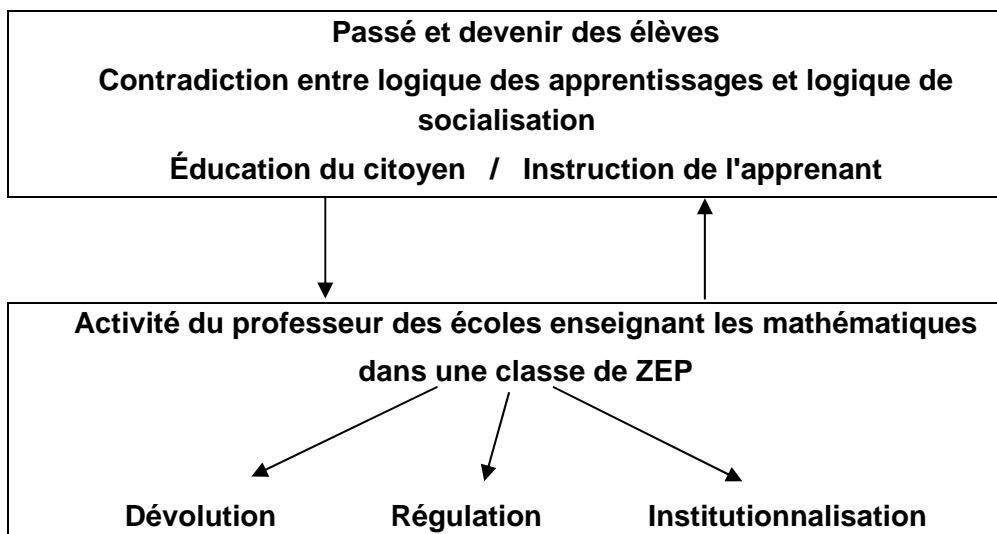 Passé et devenir des élèves
Contradiction entre logique des apprentissages et logique de
socialisation
Éducation du citoyen / Instruction de l'apprenant
Activité du professeur des écoles enseignant les mathématiques
dans une classe de ZEP
Dévolution Régulation Institutionnalisation